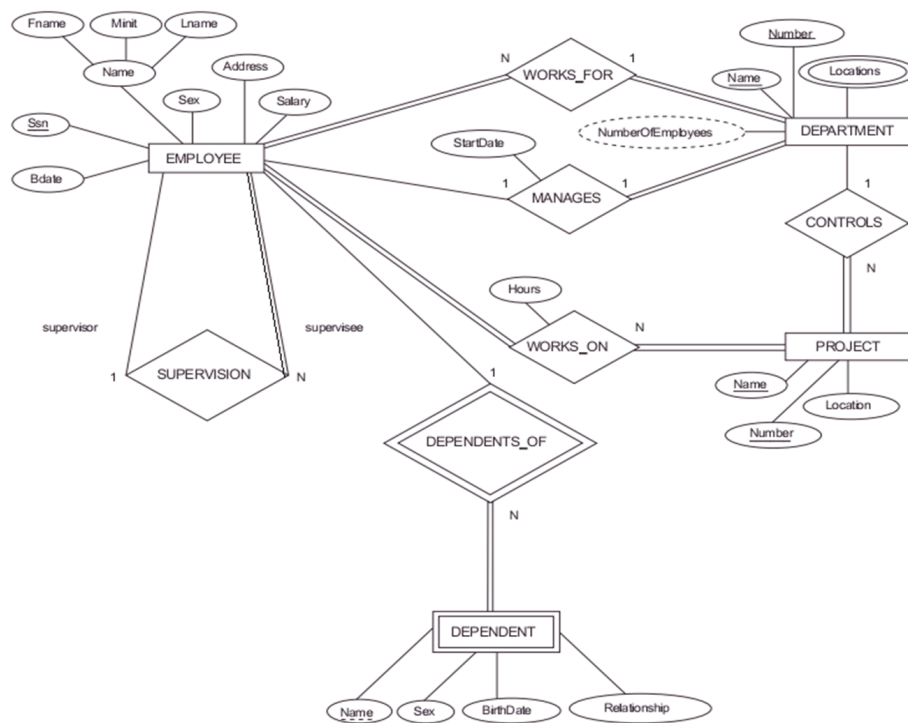 Fname
Minit
Lname
Name
Address
Sex
Salary
Ssn
Bdate
EMPLOYEE
N
WORKS_FOR
1
Number
Name
Locations
NumberOfEmployees
DEPARTMENT
StartDate
1
MANAGES
1
1
CONTROLS
N
supervisor
supervisee
1
SUPERVISION
N
Hours
WORKS_ON
N
PROJECT
Name
Number
Location
1
DEPENDENTS_OF
N
DEPENDENT
Name
Sex
BirthDate
Relationship